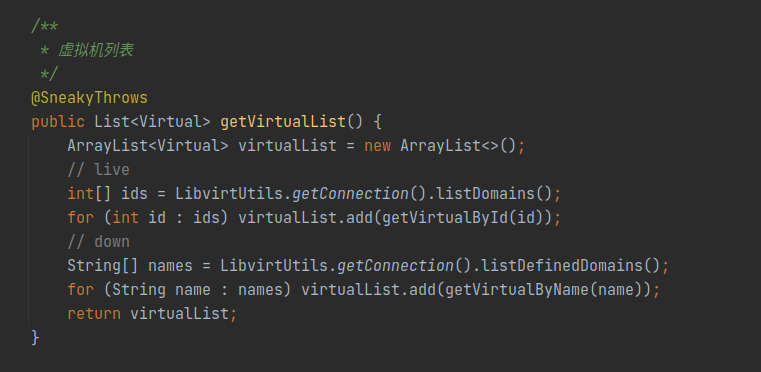 /**
 * 虚拟机列表
 */
@SneakyThrows
public List<Virtual> getVirtualList() {
    ArrayList<Virtual> virtualList = new ArrayList<>();
    // live
    int[] ids = LibvirtUtils.getConnection().listDomains();
    for (int id : ids) virtualList.add(getVirtualById(id));
    // down
    String[] names = LibvirtUtils.getConnection().listDefinedDomains();
    for (String name : names) virtualList.add(getVirtualByName(name));
    return virtualList;
}